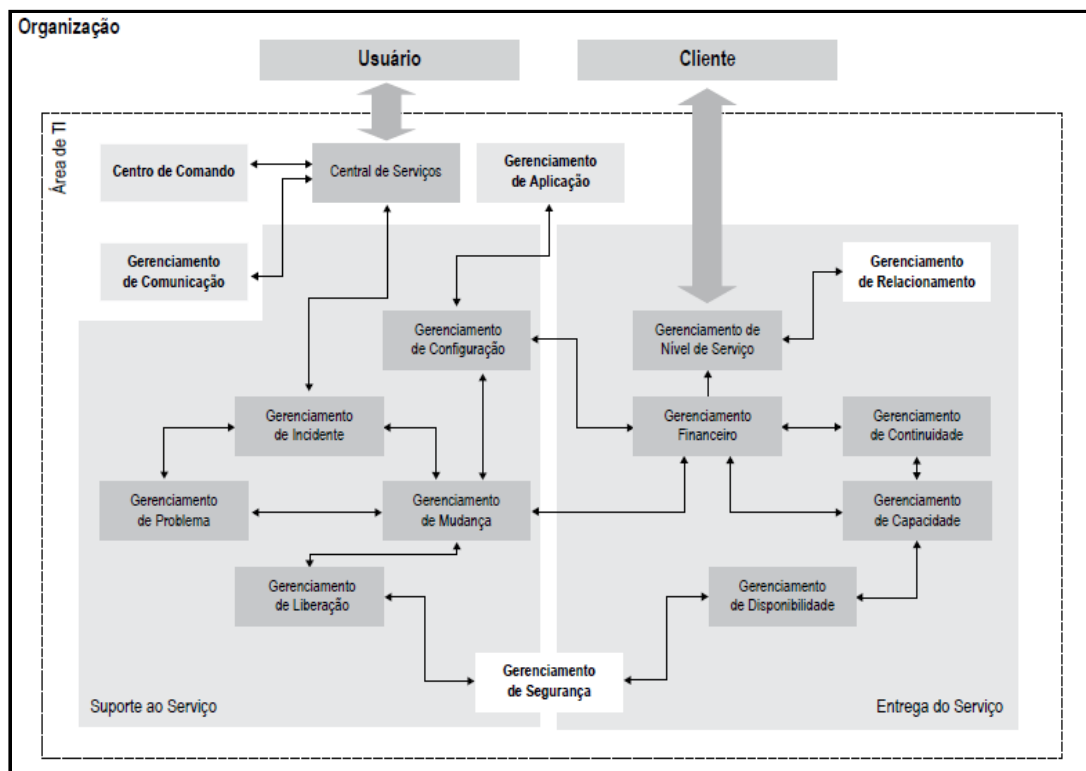 Organização
Usuário
Cliente
Área de TI
Centro de Comando
Central de Serviços
Gerenciamento
de Aplicação
Gerenciamento
de Comunicação
Gerenciamento
de Relacionamento
Gerenciamento
de Configuração
Gerenciamento de
Nível de Serviço
Gerenciamento
de Incidente
Gerenciamento
Financeiro
Gerenciamento
de Continuidade
Gerenciamento
de Problema
Gerenciamento
de Mudança
Gerenciamento
de Capacidade
Gerenciamento
de Liberação
Gerenciamento
de Disponibilidade
Gerenciamento
de Segurança
Suporte ao Serviço
Entrega do Serviço